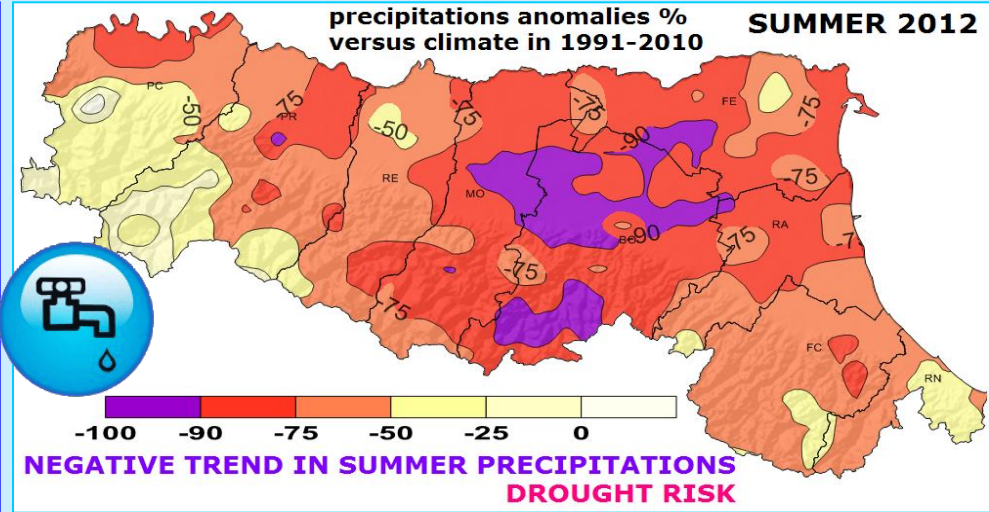 precipitations anomalies %
versus climate in 1991-2010
SUMMER 2012
PC
-50
-75
PR
-50
-75
-75
-90
FE
-75
RE
MO
-75
BO
-90
-75
RA
-75
-75
-75
FC
RN
-100 -90 -75 -50 -25 0
NEGATIVE TREND IN SUMMER PRECIPITATIONS
DROUGHT RISK